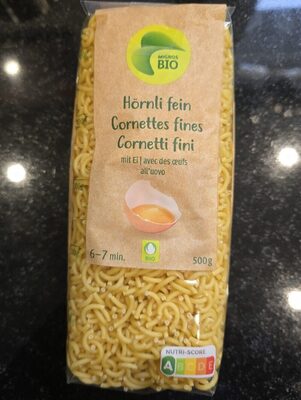 MIGROS
BIO
Hörnli fein
Cornettes fines
Cornetti fini
mit Ei | avec des œufs
all'uovo
6–7 min.
BIO
500g
NUTRI-SCORE
A B C D E